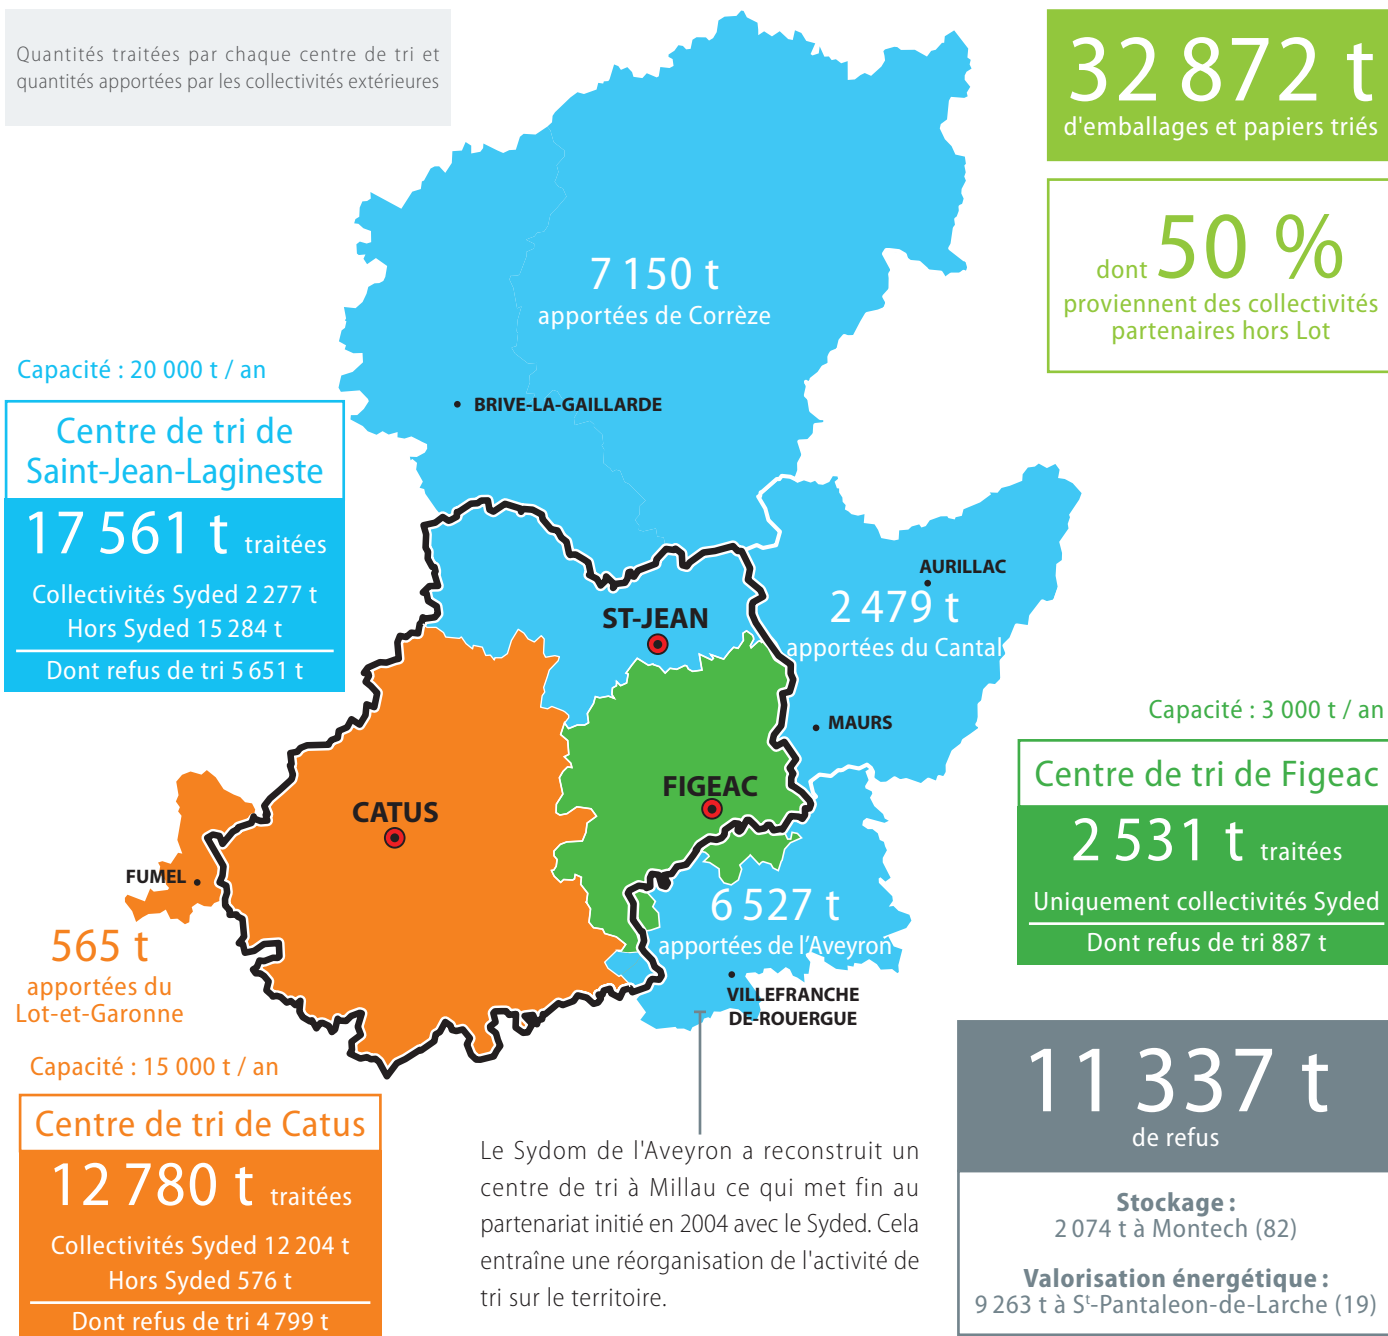 Quantités traitées par chaque centre de tri et
quantités apportées par les collectivités extérieures
32 872 t
d'emballages et papiers triés
dont 50 %
proviennent des collectivités
partenaires hors Lot
7 150 t
apportées de Corrèze
BRIVE-LA-GAILLARDE
Capacité : 20 000 t / an
Centre de tri de
Saint-Jean-Lagineste
17 561 t traitées
Collectivités Syded 2 277 t
Hors Syded 15 284 t
Dont refus de tri 5 651 t
AURILLAC
2 479 t
apportées du Cantal
MAURS
ST-JEAN
FIGEAC
CATUS
FUMEL
565 t
apportées du
Lot-et-Garonne
6 527 t
apportées de l'Aveyron
VILLEFRANCHE
DE-ROUERGUE
Capacité : 3 000 t / an
Centre de tri de Figeac
2 531 t traitées
Uniquement collectivités Syded
Dont refus de tri 887 t
Capacité : 15 000 t / an
Centre de tri de Catus
12 780 t traitées
Collectivités Syded 12 204 t
Hors Syded 576 t
Dont refus de tri 4 799 t
Le Sydom de l'Aveyron a reconstruit un
centre de tri à Millau ce qui met fin au
partenariat initié en 2004 avec le Syded. Cela
entraîne une réorganisation de l'activité de
tri sur le territoire.
11 337 t
de refus
Stockage :
2 074 t à Montech (82)
Valorisation énergétique :
9 263 t à St-Pantaleon-de-Larche (19)